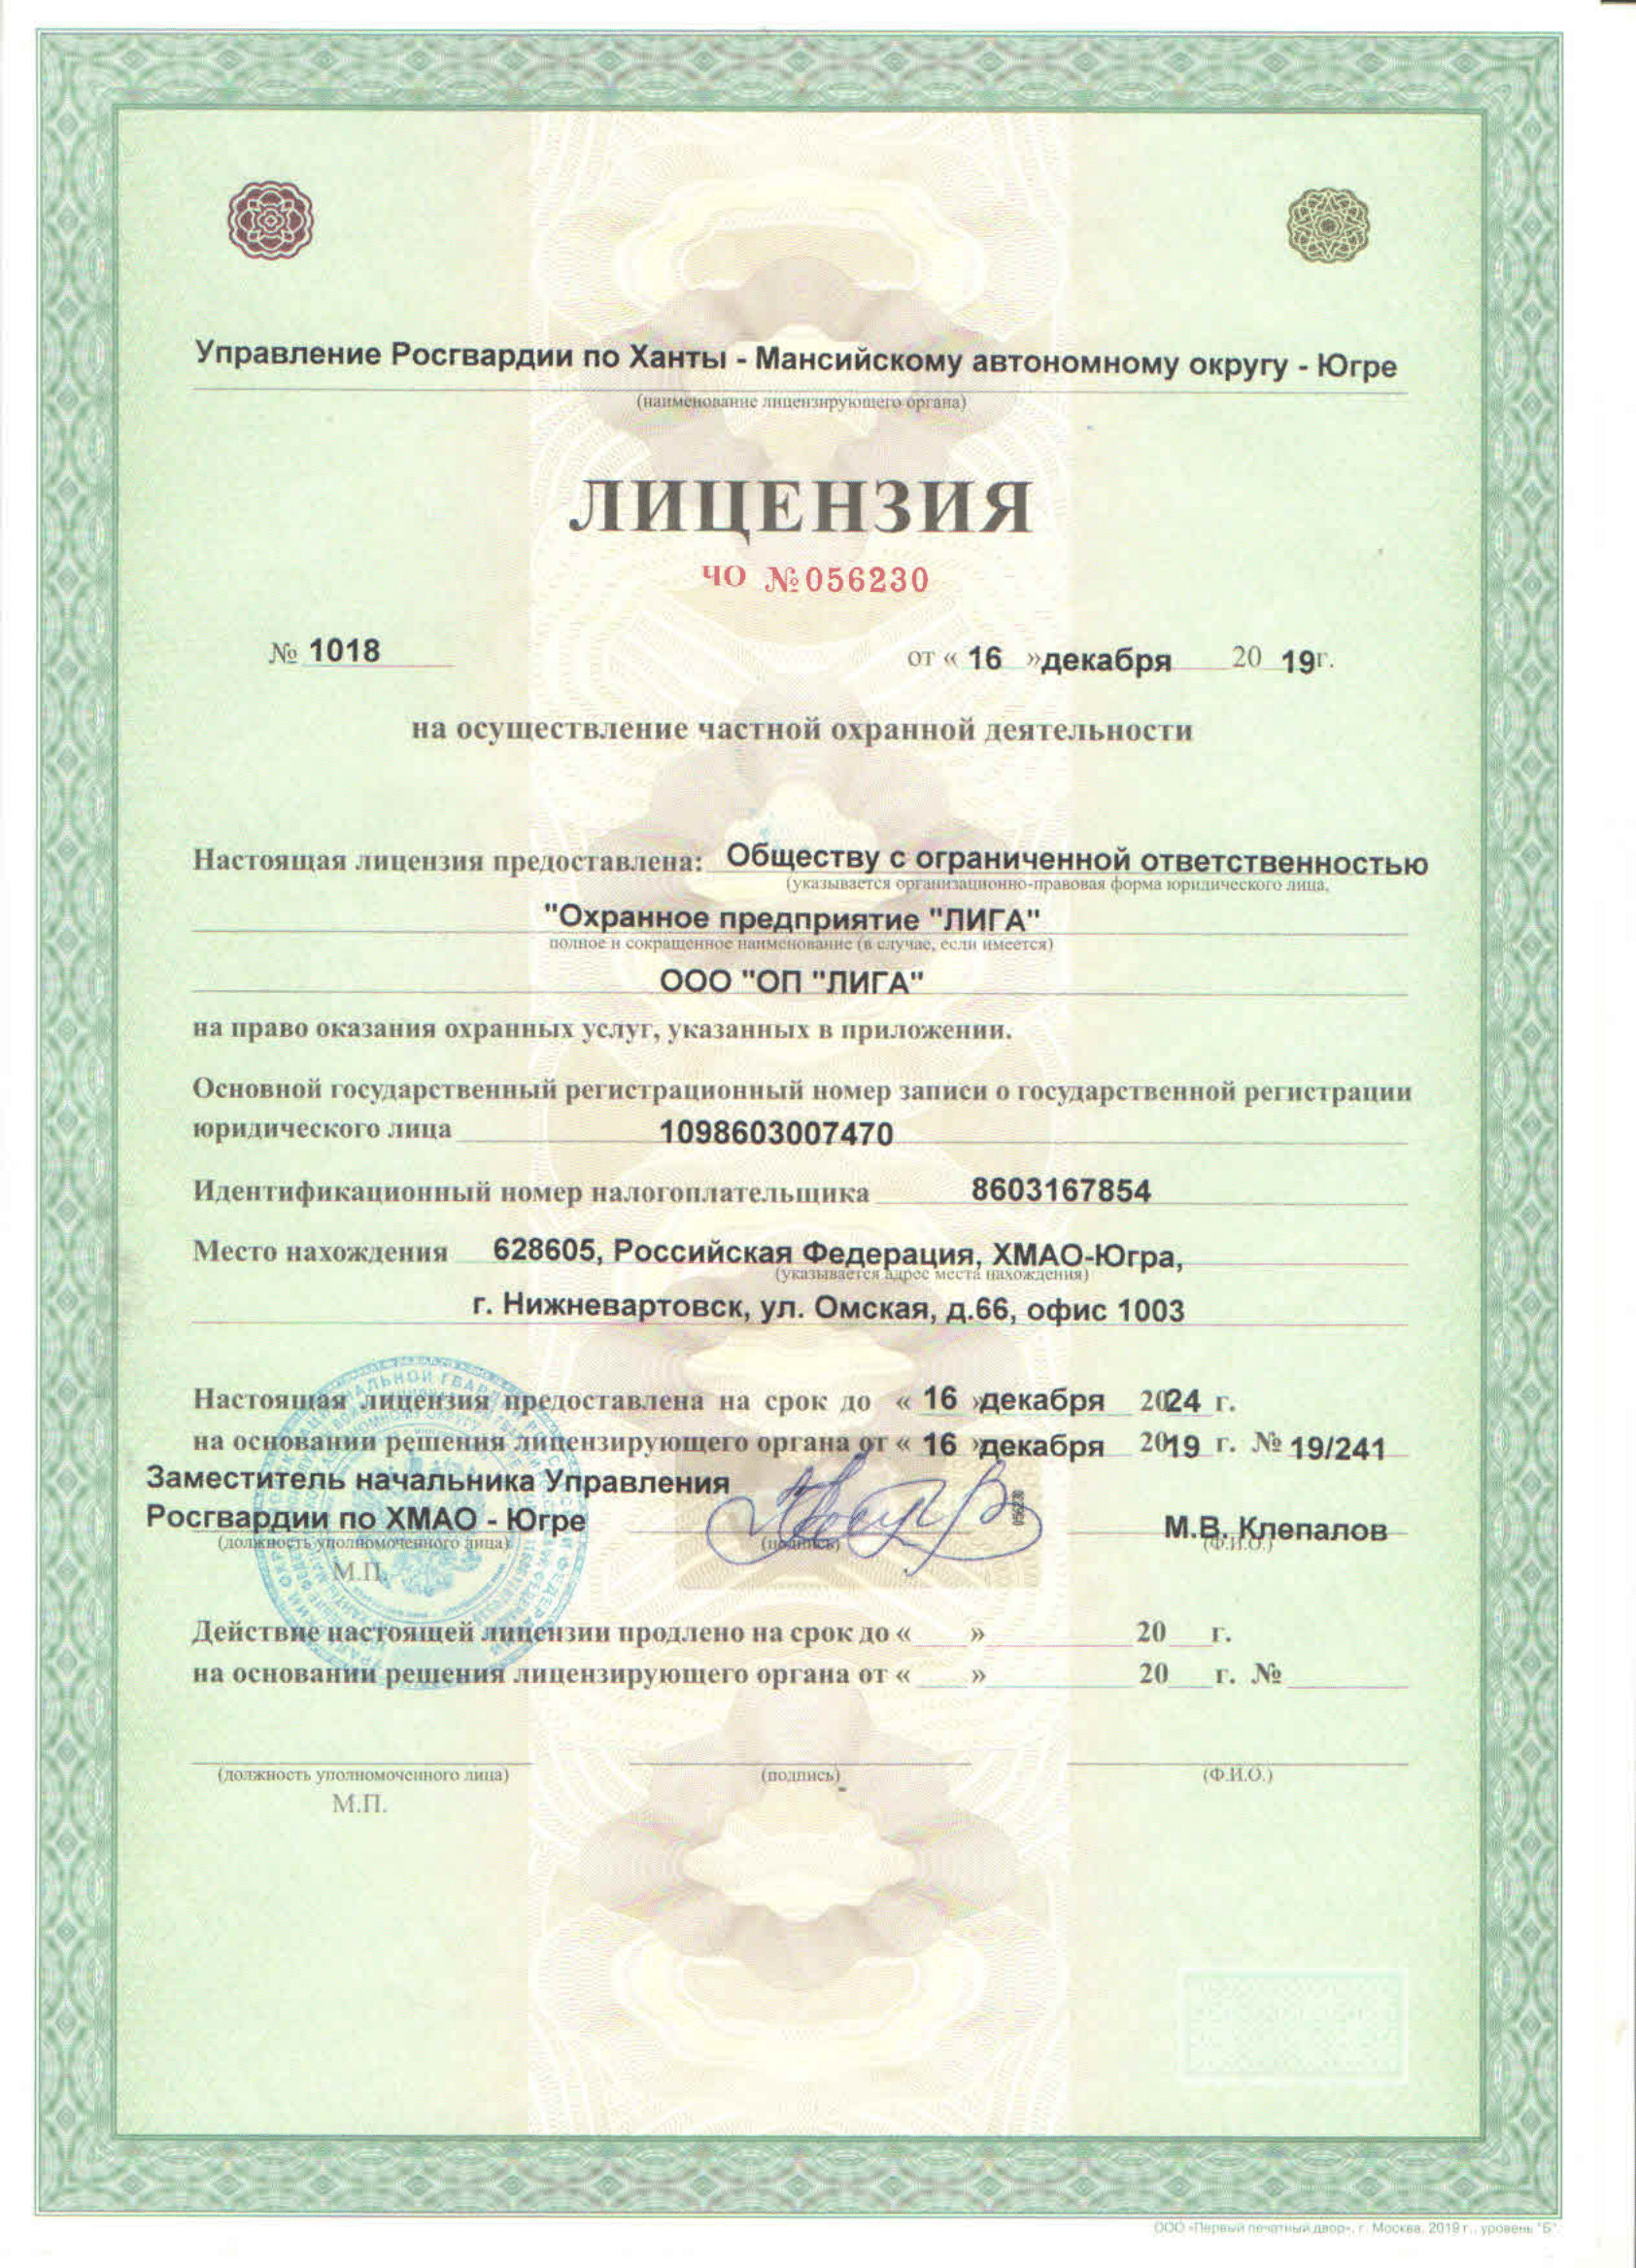 Управление Росгвардии по Ханты - Мансийскому автономному округу - Югре
(наименование лицензирующего органа)
ЛИЦЕНЗИЯ
ЧО №056230
№ 1018 от « 16 » декабря 20 19г.
на осуществление частной охранной деятельности
Настоящая лицензия предоставлена: Обществу с ограниченной ответственностью
(указывается организационно-правовая форма юридического лица,
"Охранное предприятие "ЛИГА"
полное и сокращенное наименование (в случае, если имеется)
ООО "ОП "ЛИГА"
на право оказания охранных услуг, указанных в приложении.
Основной государственный регистрационный номер записи о государственной регистрации
юридического лица 1098603007470
Идентификационный номер налогоплательщика 8603167854
Место нахождения 628605, Российская Федерация, ХМАО-Югра,
(указывается адрес места нахождения)
г. Нижневартовск, ул. Омская, д.66, офис 1003
Настоящая лицензия предоставлена на срок до « 16 » декабря 2024 г.
на основании решения лицензирующего органа от « 16 » декабря 2019 г. № 19/241
Заместитель начальника Управления
Росгвардии по ХМАО - Югре М.В. Клепалов
(должность уполномоченного лица) (подпись) (Ф.И.О.)
056230
М.П.
Действие настоящей лицензии продлено на срок до « » 20 г.
на основании решения лицензирующего органа от « » 20 г. №
(должность уполномоченного лица) (подпись) (Ф.И.О.)
М.П.
ООО «Первый печатный двор», г. Москва, 2019 г., уровень "Б"